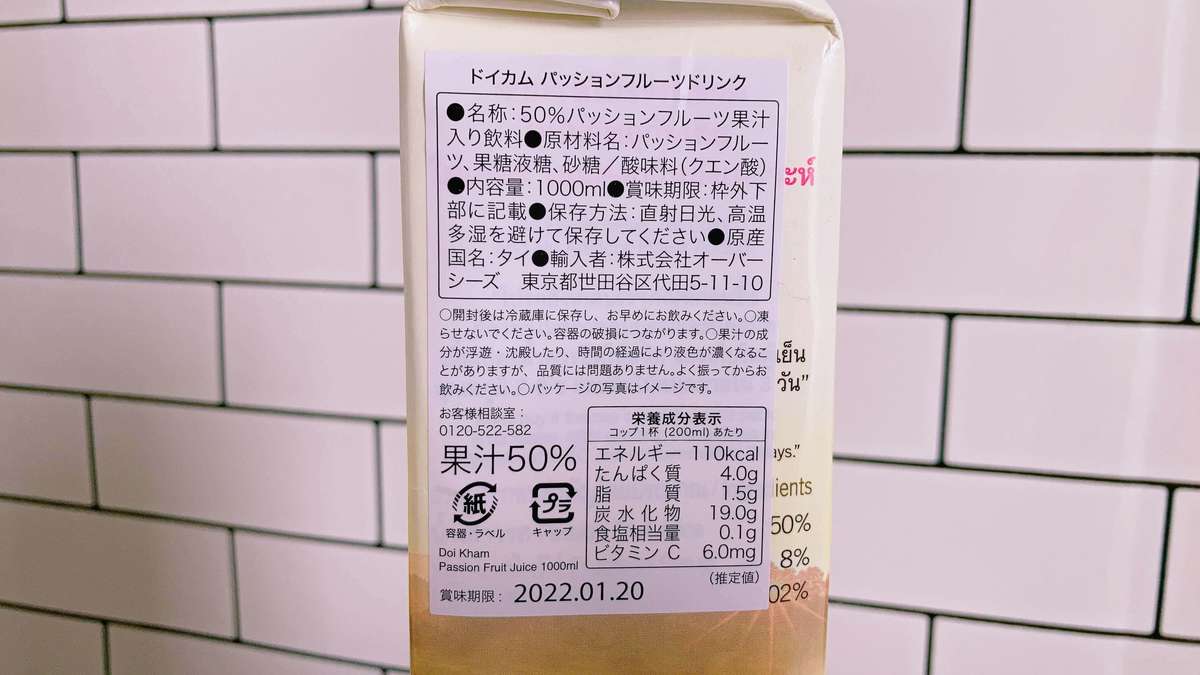 ドイカム パッションフルーツドリンク
●名称：50％パッションフルーツ果汁
入り飲料●原材料名：パッションフルー
ツ、果糖液糖、砂糖／酸味料（クエン酸）
●内容量：1000ml●賞味期限：枠外下
部に記載●保存方法：直射日光、高温
多湿を避けて保存してください●原産
国名：タイ●輸入者：株式会社オーバー
シーズ　東京都世田谷区代田5-11-10
○開封後は冷蔵庫に保存し、お早めにお飲みください。○凍
らせないでください。容器の破損につながります。○果汁の成
分が浮遊・沈殿したり、時間の経過により液色が濃くなるこ
とがありますが、品質には問題ありません。よく振ってからお
飲みください。○パッケージの写真はイメージです。
お客様相談室：
0120-522-582
果汁50%
紙
容器・ラベル
プラ
キャップ
Doi Kham
Passion Fruit Juice 1000ml
賞味期限： 2022.01.20
栄養成分表示
コップ1杯 (200ml) あたり
エネルギー 110kcal
たんぱく質 4.0g
脂質 1.5g
炭水化物 19.0g
食塩相当量 0.1g
ビタミンC 6.0mg
（推定値）
ะห์
เย็น
วัน”
ays.”
dients
50%
8%
02%